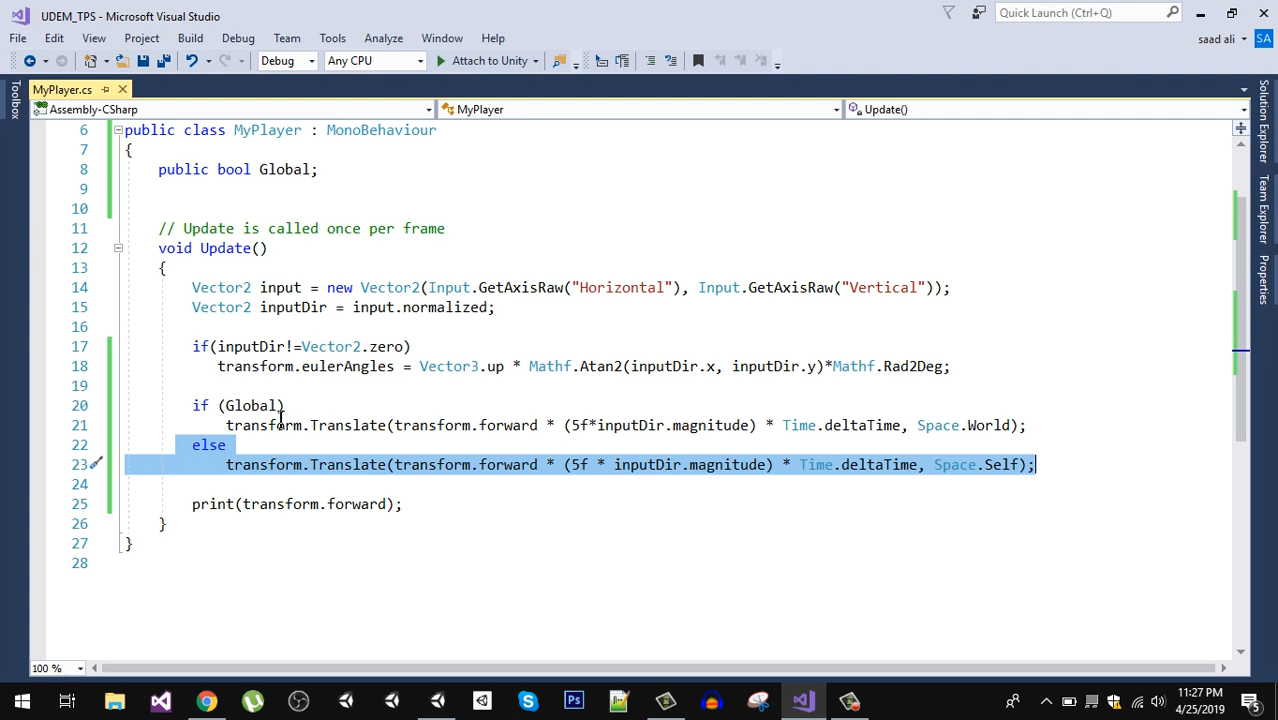 UDEM_TPS - Microsoft Visual Studio
Quick Launch (Ctrl+Q)
File Edit View Project Build Debug Team Tools Analyze Window Help
saad ali SA
Debug Any CPU Attach to Unity
Toolbox
MyPlayer.cs
Assembly-CSharp MyPlayer Update()
Solution Explorer
Team Explorer
Properties
6 public class MyPlayer : MonoBehaviour
7 {
8 public bool Global;
9
10
11 // Update is called once per frame
12 void Update()
13 {
14 Vector2 input = new Vector2(Input.GetAxisRaw("Horizontal"), Input.GetAxisRaw("Vertical"));
15 Vector2 inputDir = input.normalized;
16
17 if(inputDir!=Vector2.zero)
18 transform.eulerAngles = Vector3.up * Mathf.Atan2(inputDir.x, inputDir.y)*Mathf.Rad2Deg;
19
20 if (Global)
21 transform.Translate(transform.forward * (5f*inputDir.magnitude) * Time.deltaTime, Space.World);
22 else
23 transform.Translate(transform.forward * (5f * inputDir.magnitude) * Time.deltaTime, Space.Self);
24
25 print(transform.forward);
26 }
27 }
28
100 %
Ps
11:27 PM
4/25/2019
5